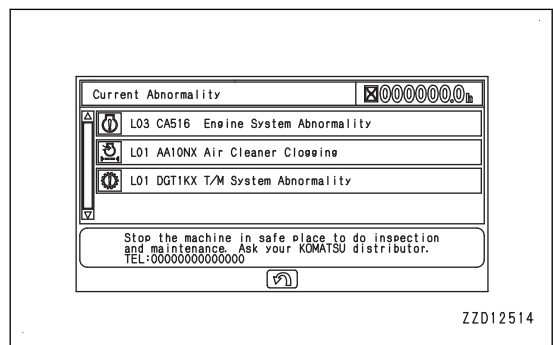 Current Abnormality 000000.0h
L03 CA516 Engine System Abnormality
L01 AA10NX Air Cleaner Clogging
L01 DGT1KX T/M System Abnormality
Stop the machine in safe place to do inspection
and maintenance. Ask your KOMATSU distributor.
TEL:00000000000000
ZZD12514